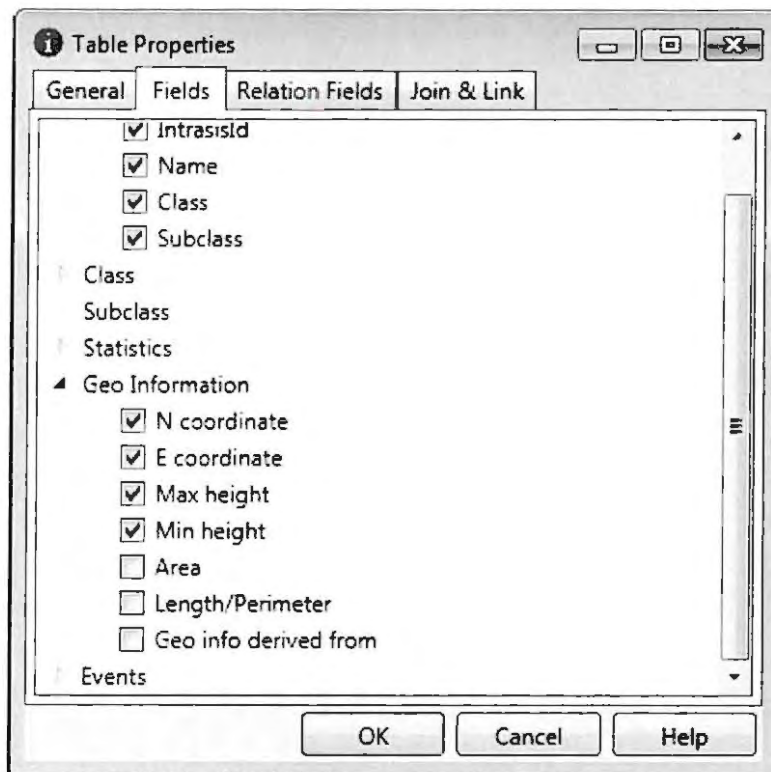 Table Properties
General Fields Relation Fields Join & Link
IntrasisId
Name
Class
Subclass
Class
Subclass
Statistics
Geo Information
N coordinate
E coordinate
Max height
Min height
Area
Length/Perimeter
Geo info derived from
Events
OK Cancel Help